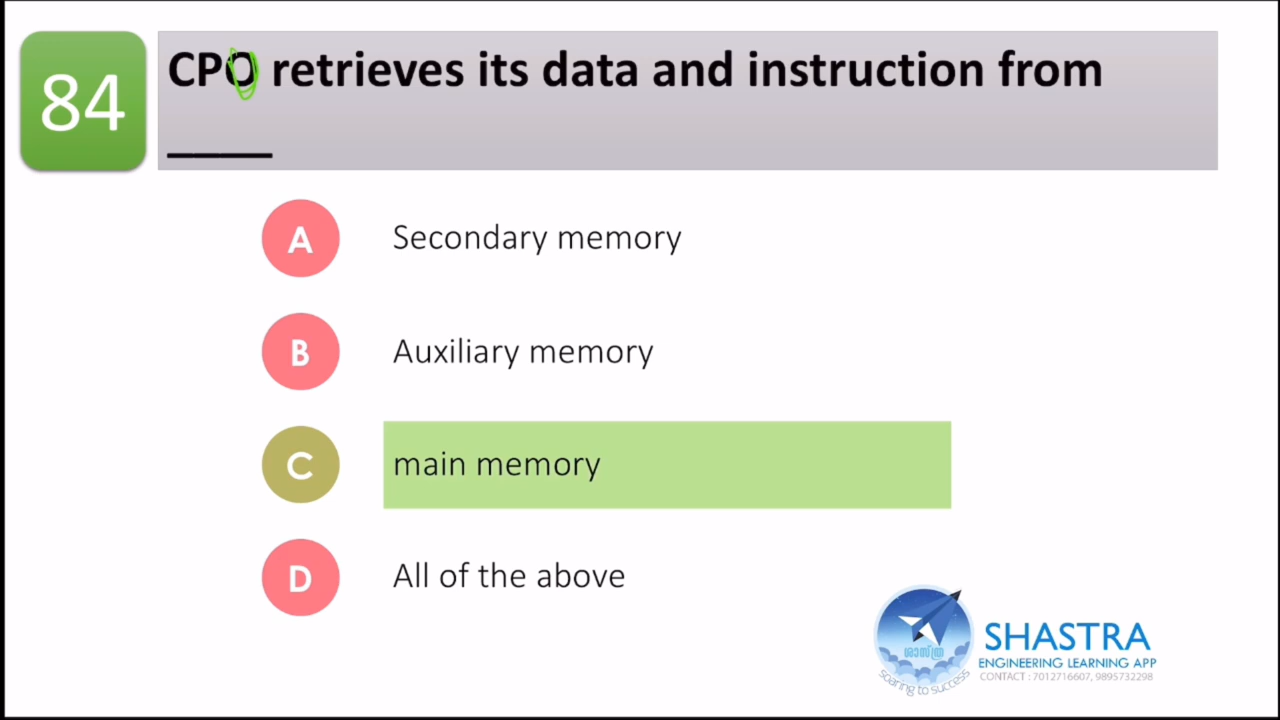 84
CPO retrieves its data and instruction from
____
A Secondary memory
B Auxiliary memory
C main memory
D All of the above
ശാസ്ത്ര
soaring to success
SHASTRA
ENGINEERING LEARNING APP
CONTACT : 7012716607, 9895732298